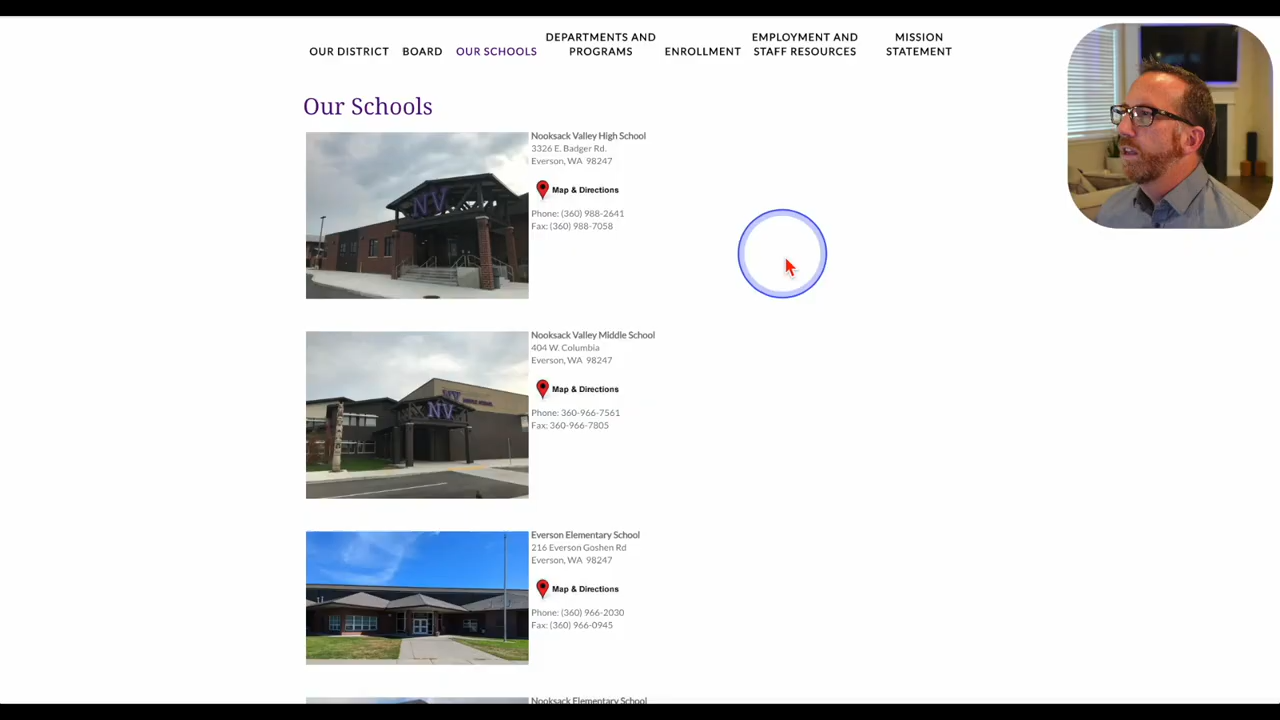 OUR DISTRICT
BOARD
OUR SCHOOLS
DEPARTMENTS AND
PROGRAMS
ENROLLMENT
EMPLOYMENT AND
STAFF RESOURCES
MISSION
STATEMENT
Our Schools
NV
Nooksack Valley High School
3326 E. Badger Rd.
Everson, WA 98247
Map & Directions
Phone: (360) 988-2641
Fax: (360) 988-7058
NV
Nooksack Valley Middle School
404 W. Columbia
Everson, WA 98247
Map & Directions
Phone: 360-966-7561
Fax: 360-966-7805
Everson Elementary School
216 Everson Goshen Rd
Everson, WA 98247
Map & Directions
Phone: (360) 966-2030
Fax: (360) 966-0945
Nooksack Elementary School